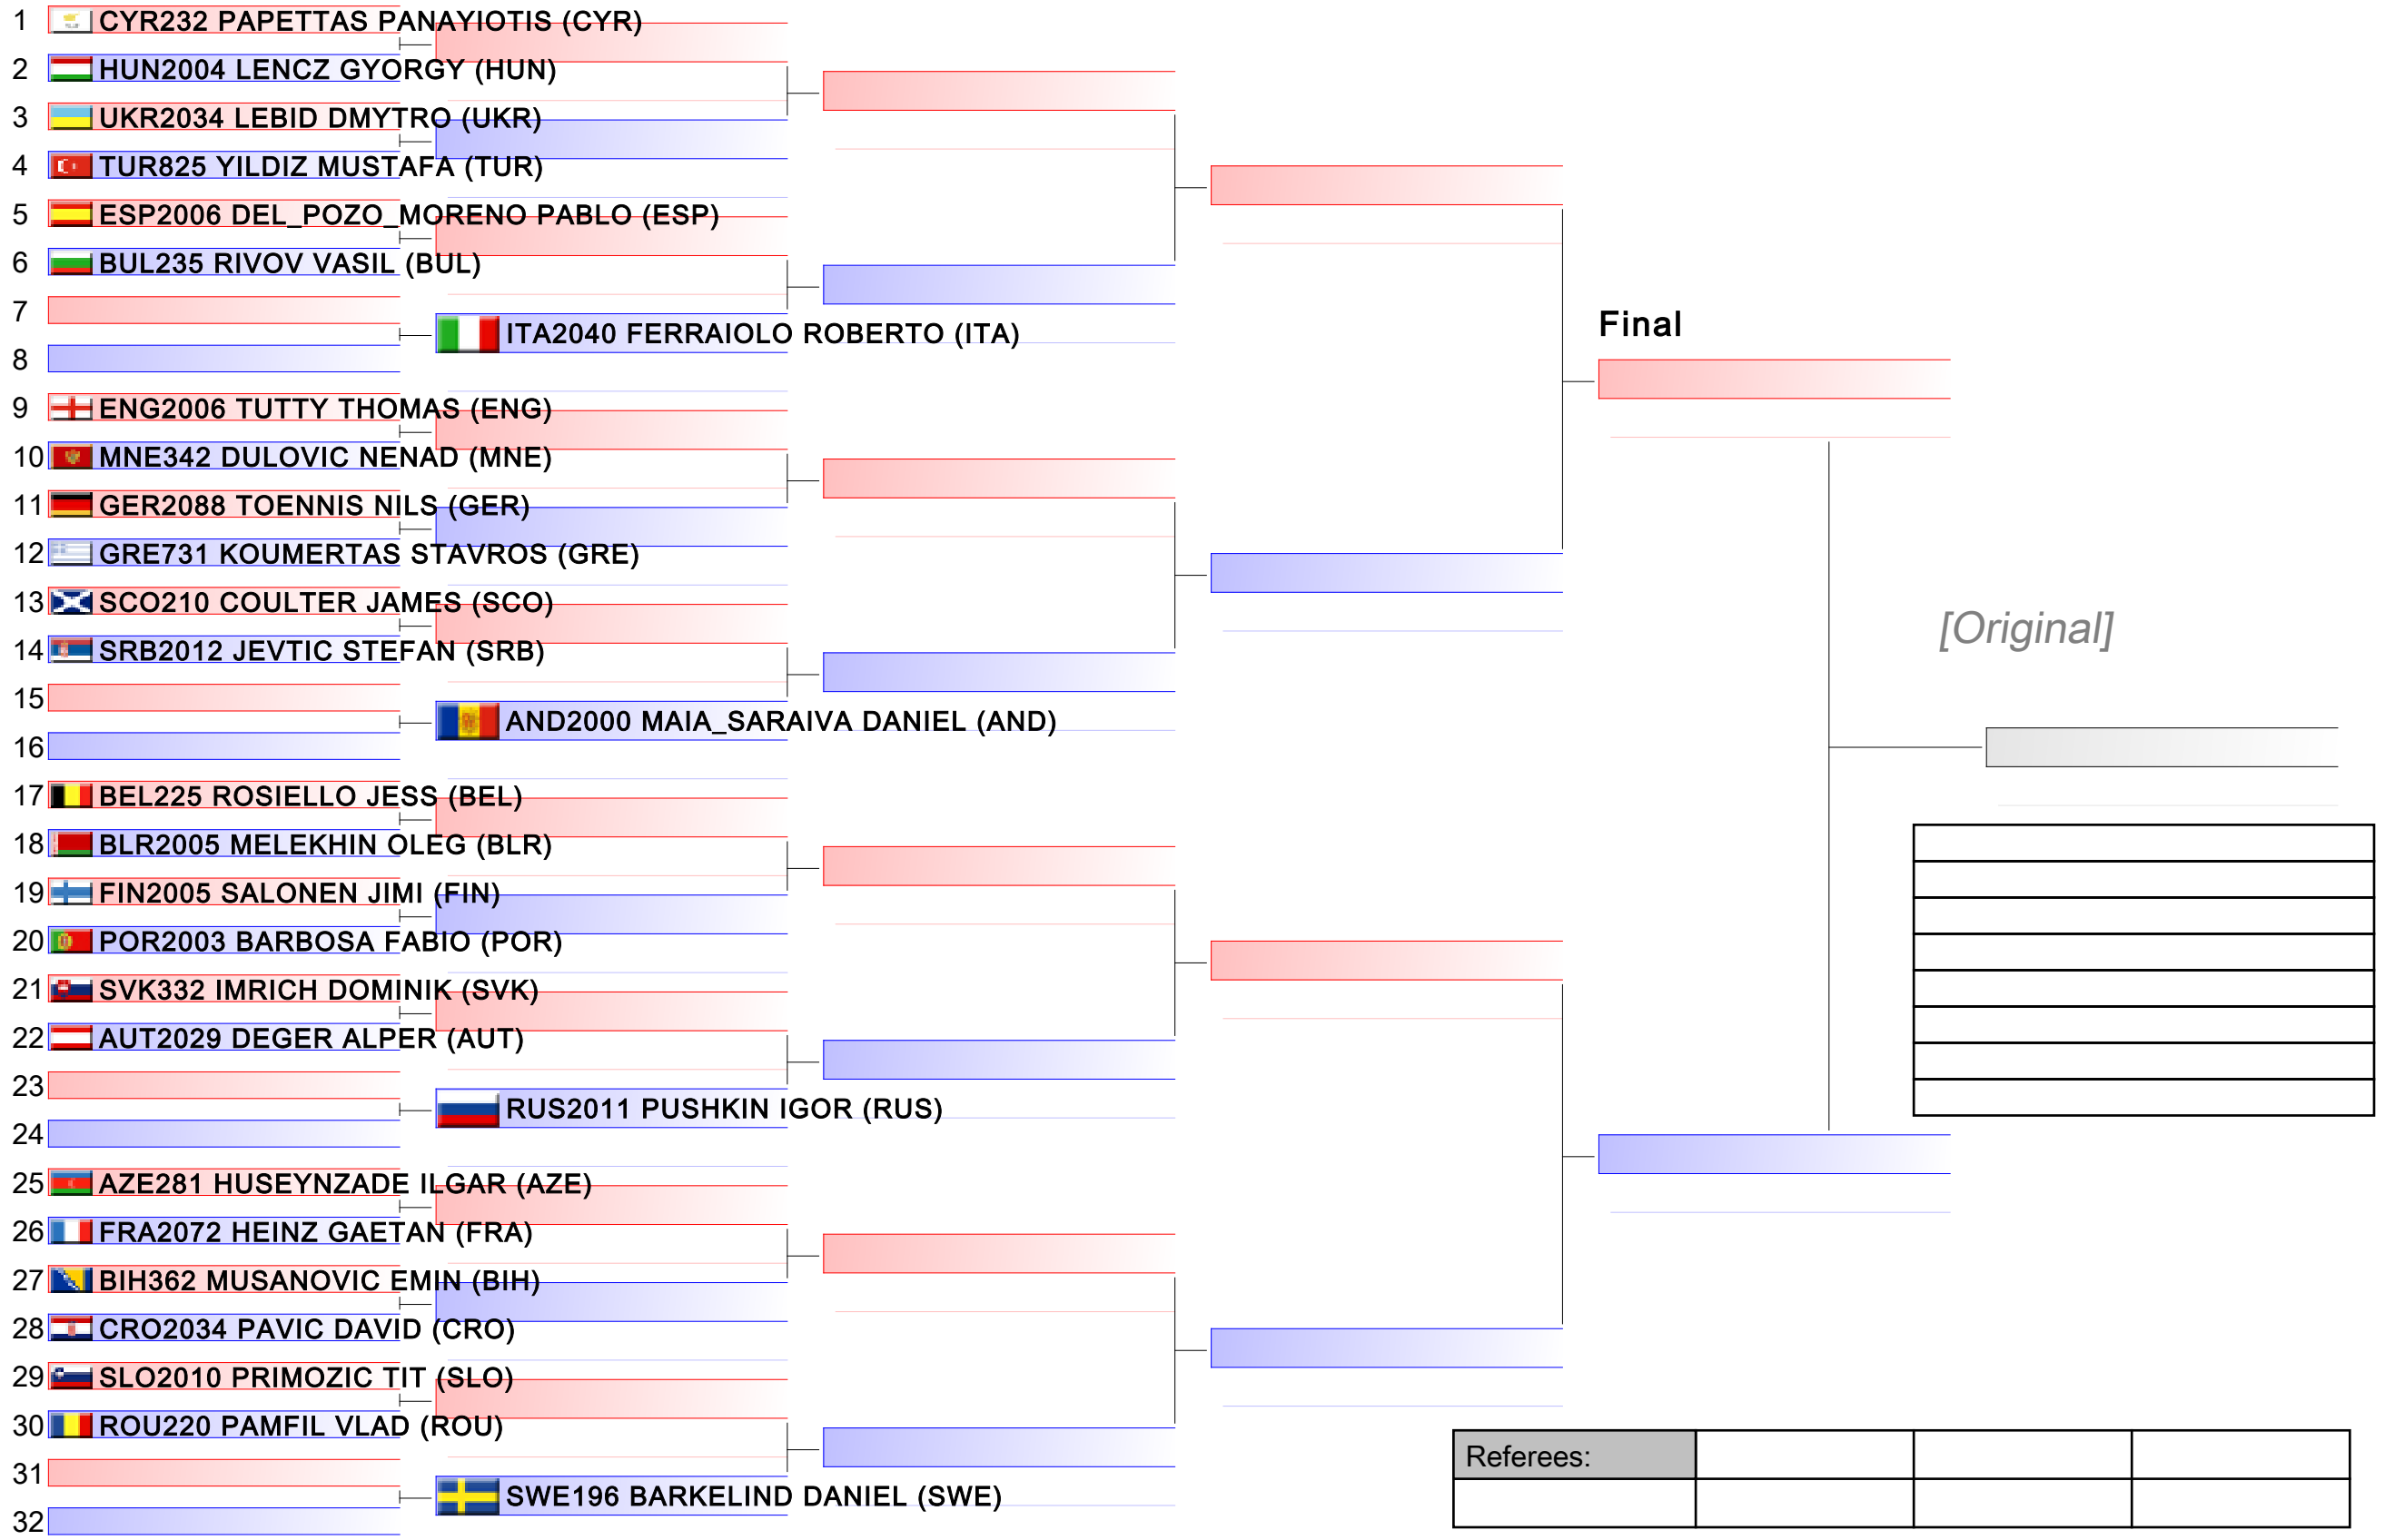 1 CYR232 PAPETTAS PANAYIOTIS (CYR)
2 HUN2004 LENCZ GYORGY (HUN)
3 UKR2034 LEBID DMYTRO (UKR)
4 TUR825 YILDIZ MUSTAFA (TUR)
5 ESP2006 DEL_POZO_MORENO PABLO (ESP)
6 BUL235 RIVOV VASIL (BUL)
7
ITA2040 FERRAIOLO ROBERTO (ITA)
8
9 ENG2006 TUTTY THOMAS (ENG)
10 MNE342 DULOVIC NENAD (MNE)
11 GER2088 TOENNIS NILS (GER)
12 GRE731 KOUMERTAS STAVROS (GRE)
13 SCO210 COULTER JAMES (SCO)
14 SRB2012 JEVTIC STEFAN (SRB)
15
AND2000 MAIA_SARAIVA DANIEL (AND)
16
17 BEL225 ROSIELLO JESS (BEL)
18 BLR2005 MELEKHIN OLEG (BLR)
19 FIN2005 SALONEN JIMI (FIN)
20 POR2003 BARBOSA FABIO (POR)
21 SVK332 IMRICH DOMINIK (SVK)
22 AUT2029 DEGER ALPER (AUT)
23
RUS2011 PUSHKIN IGOR (RUS)
24
25 AZE281 HUSEYNZADE ILGAR (AZE)
26 FRA2072 HEINZ GAETAN (FRA)
27 BIH362 MUSANOVIC EMIN (BIH)
28 CRO2034 PAVIC DAVID (CRO)
29 SLO2010 PRIMOZIC TIT (SLO)
30 ROU220 PAMFIL VLAD (ROU)
31
SWE196 BARKELIND DANIEL (SWE)
32
Final
[Original]
Referees: